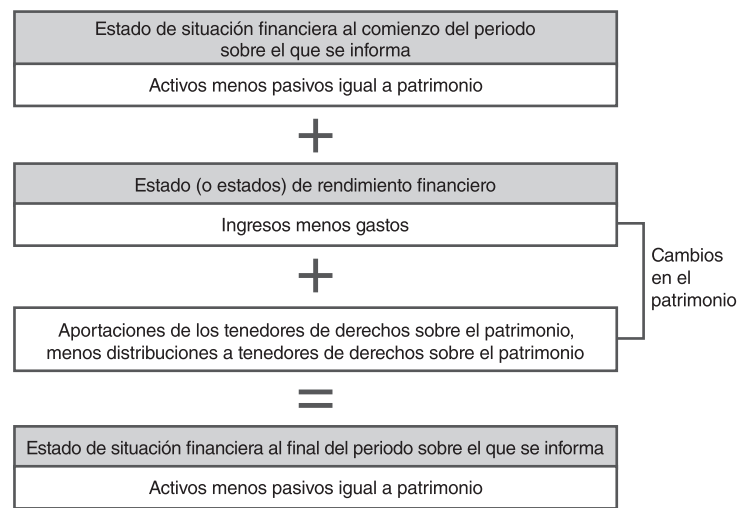 Estado de situación financiera al comienzo del periodo
sobre el que se informa
Activos menos pasivos igual a patrimonio
+
Estado (o estados) de rendimiento financiero
Ingresos menos gastos
+
Cambios
en el
patrimonio
Aportaciones de los tenedores de derechos sobre el patrimonio,
menos distribuciones a tenedores de derechos sobre el patrimonio
=
Estado de situación financiera al final del periodo sobre el que se informa
Activos menos pasivos igual a patrimonio